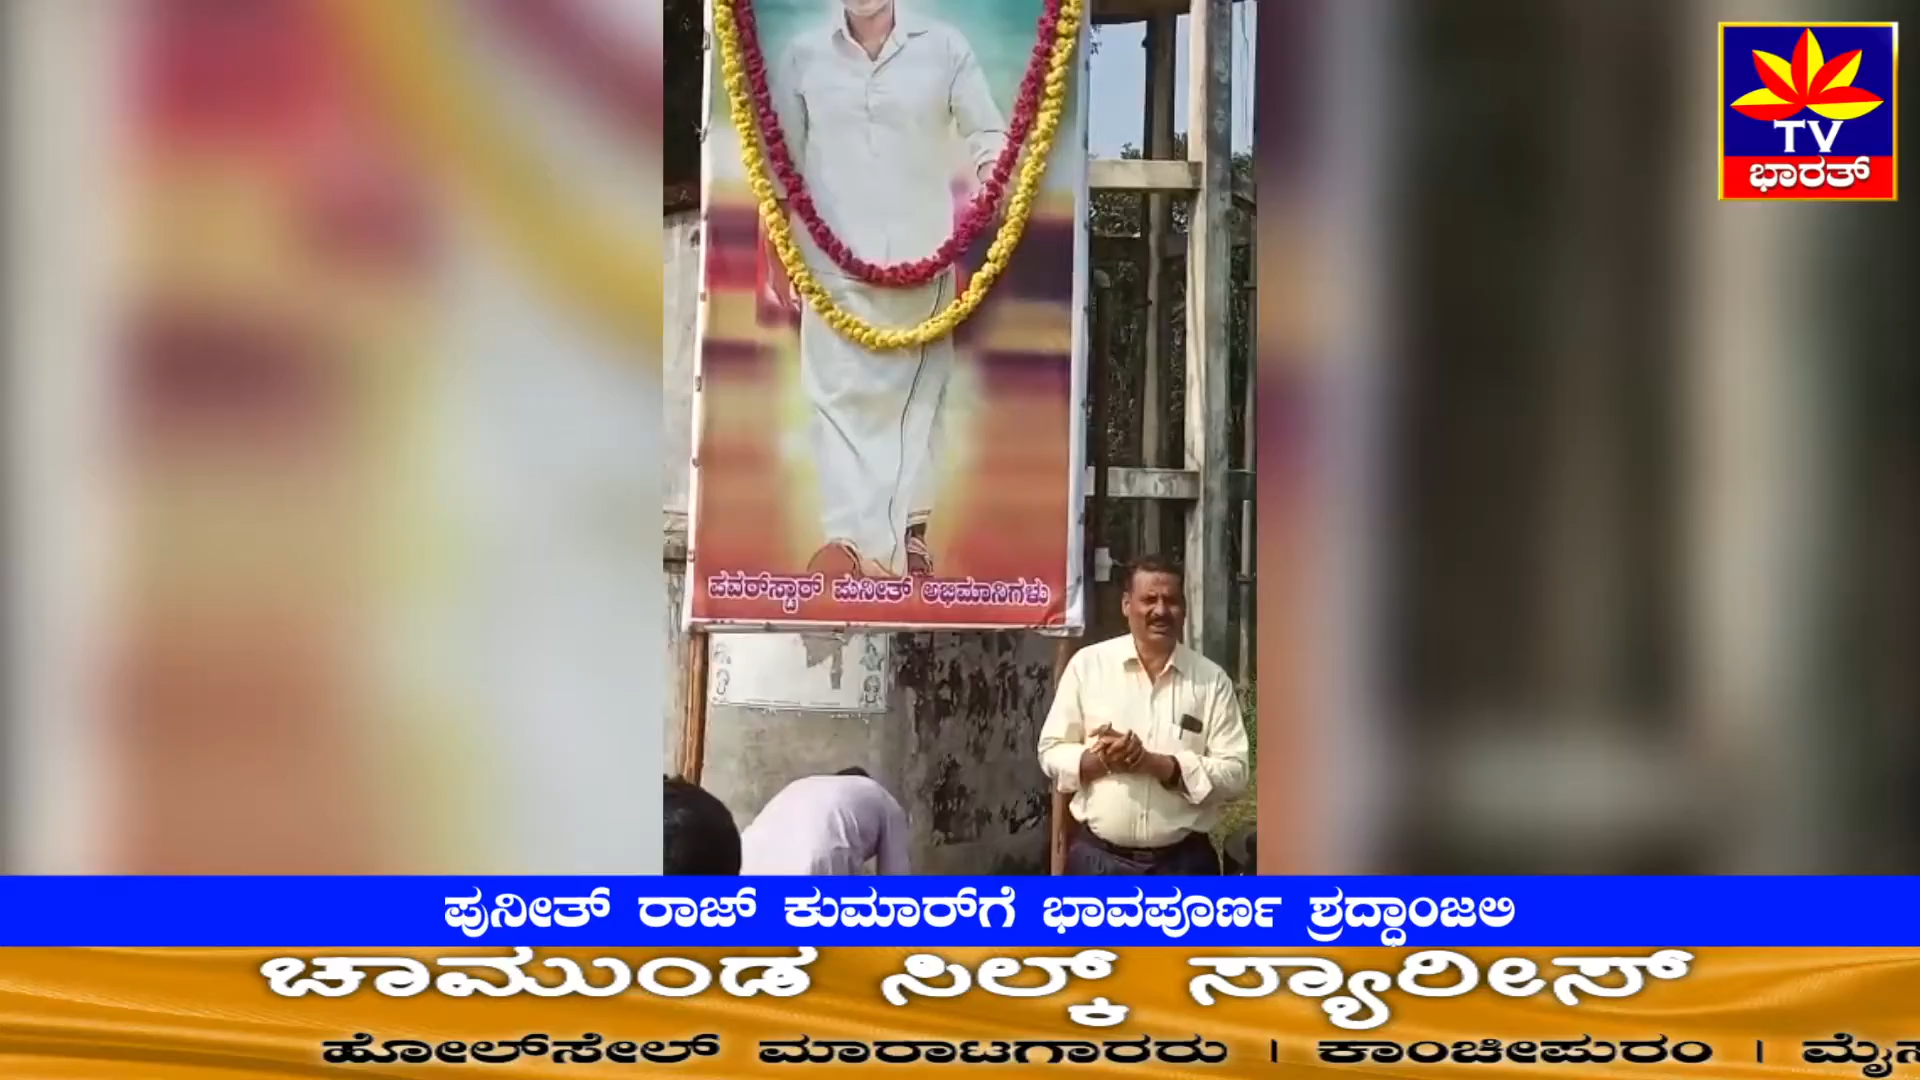 TV
ಭಾರತ್
ಪವರ್‌ಸ್ಟಾರ್ ಪುನೀತ್ ಅಭಿಮಾನಿಗಳು
ಪುನೀತ್ ರಾಜ್ ಕುಮಾರ್‌ಗೆ ಭಾವಪೂರ್ಣ ಶ್ರದ್ಧಾಂಜಲಿ
ಚಾಮುಂಡ ಸಿಲ್ಕ್ ಸ್ಯಾರೀಸ್
ಹೋಲ್‌ಸೇಲ್ ಮಾರಾಟಗಾರರು | ಕಾಂಚೀಪುರಂ |